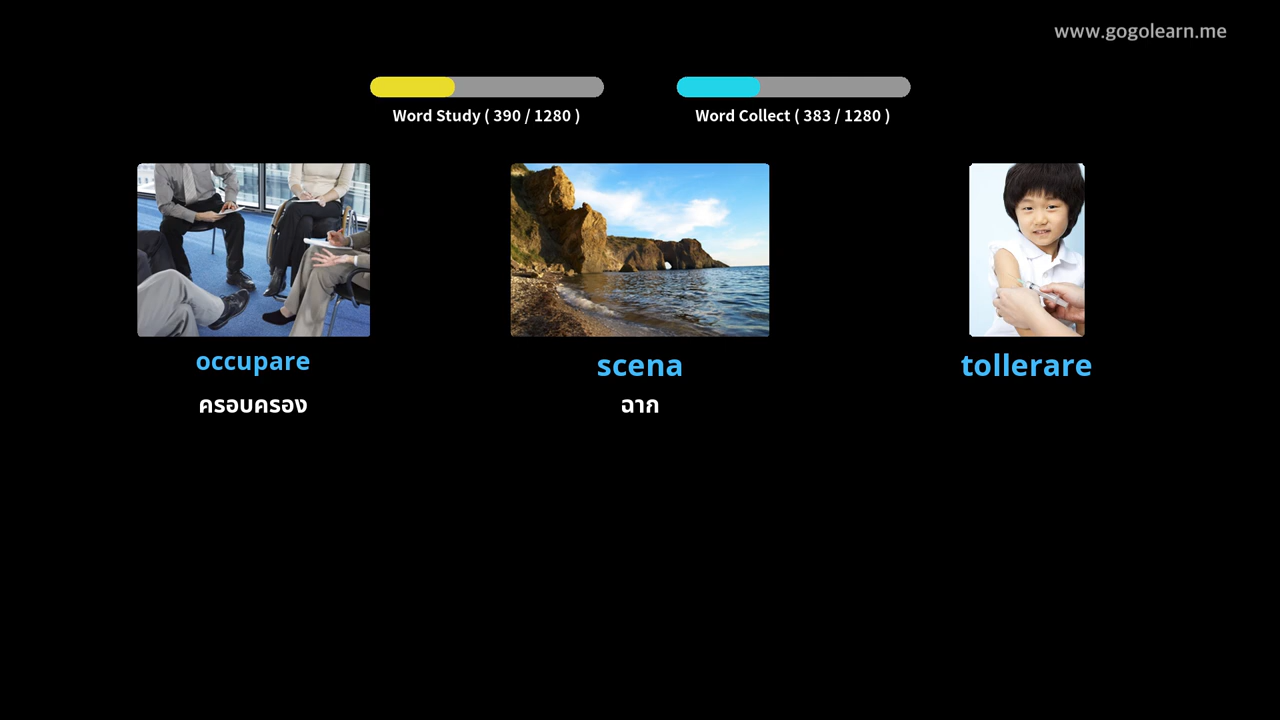 www.gogolearn.me
Word Study ( 390 / 1280 )
Word Collect ( 383 / 1280 )
occupare
ครอบครอง
scena
ฉาก
tollerare